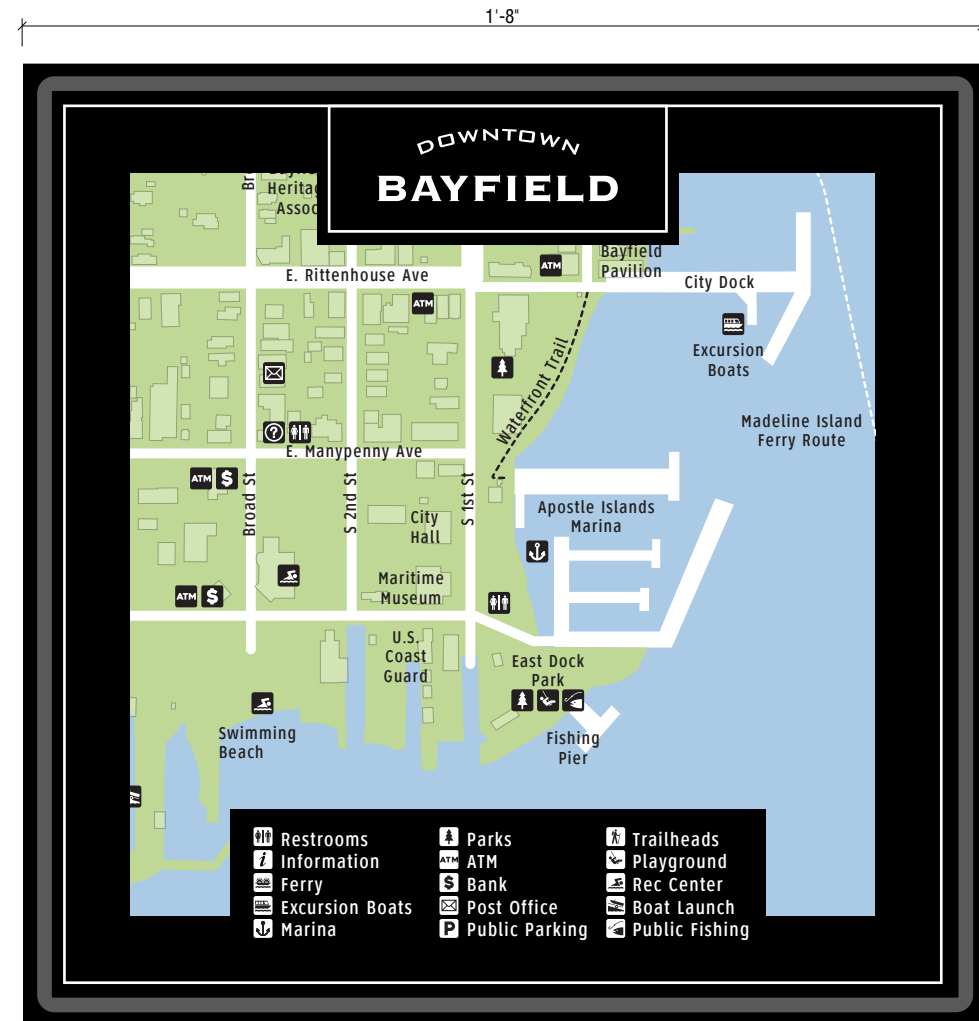 1'-8"
DOWNTOWN
BAYFIELD
Assoc
E. Rittenhouse Ave
ATM
Bayfield
Pavilion
City Dock
ATM
Excursion
Boats
Waterfront Trail
Madeline Island
Ferry Route
?
E. Manypenny Ave
ATM $
Broad St
S 2nd St
S 1st St
City
Hall
Apostle Islands
Marina
Maritime
Museum
ATM $
U.S.
Coast
Guard
East Dock
Park
Swimming
Beach
Fishing
Pier
Restrooms
i Information
Ferry
Excursion Boats
Marina
Parks
ATM ATM
$ Bank
Post Office
P Public Parking
Trailheads
Playground
Rec Center
Boat Launch
Public Fishing